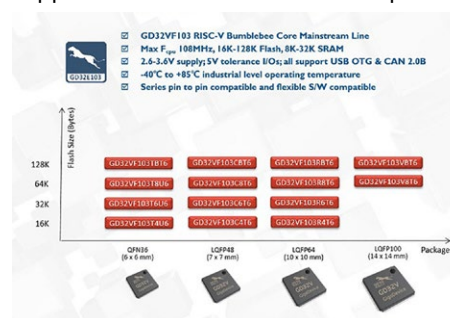 GD32VF103 RISC-V Bumblebee Core Mainstream Line
Max Fcpu 108MHz, 16K-128K Flash, 8K-32K SRAM
2.6-3.6V supply; 5V tolerance I/Os; all support USB OTG & CAN 2.0B
-40°C to +85°C industrial level operating temperature
Series pin to pin compatible and flexible S/W compatible
Flash Size (Bytes)
128K GD32VF103TBT6 GD32VF103CBT6 GD32VF103RBT6 GD32VF103VBT6
64K GD32VF103T8U6 GD32VF103C8T6 GD32VF103R8T6 GD32VF103V8T6
32K GD32VF103T6U6 GD32VF103C6T6 GD32VF103R6T6
16K GD32VF103T4U6 GD32VF103C4T6 GD32VF103R4T6
QFN36 LQFP48 LQFP64 LQFP100 Package
(6 x 6 mm) (7 x 7 mm) (10 x 10 mm) (14 x 14 mm)
GD32V
GD32V